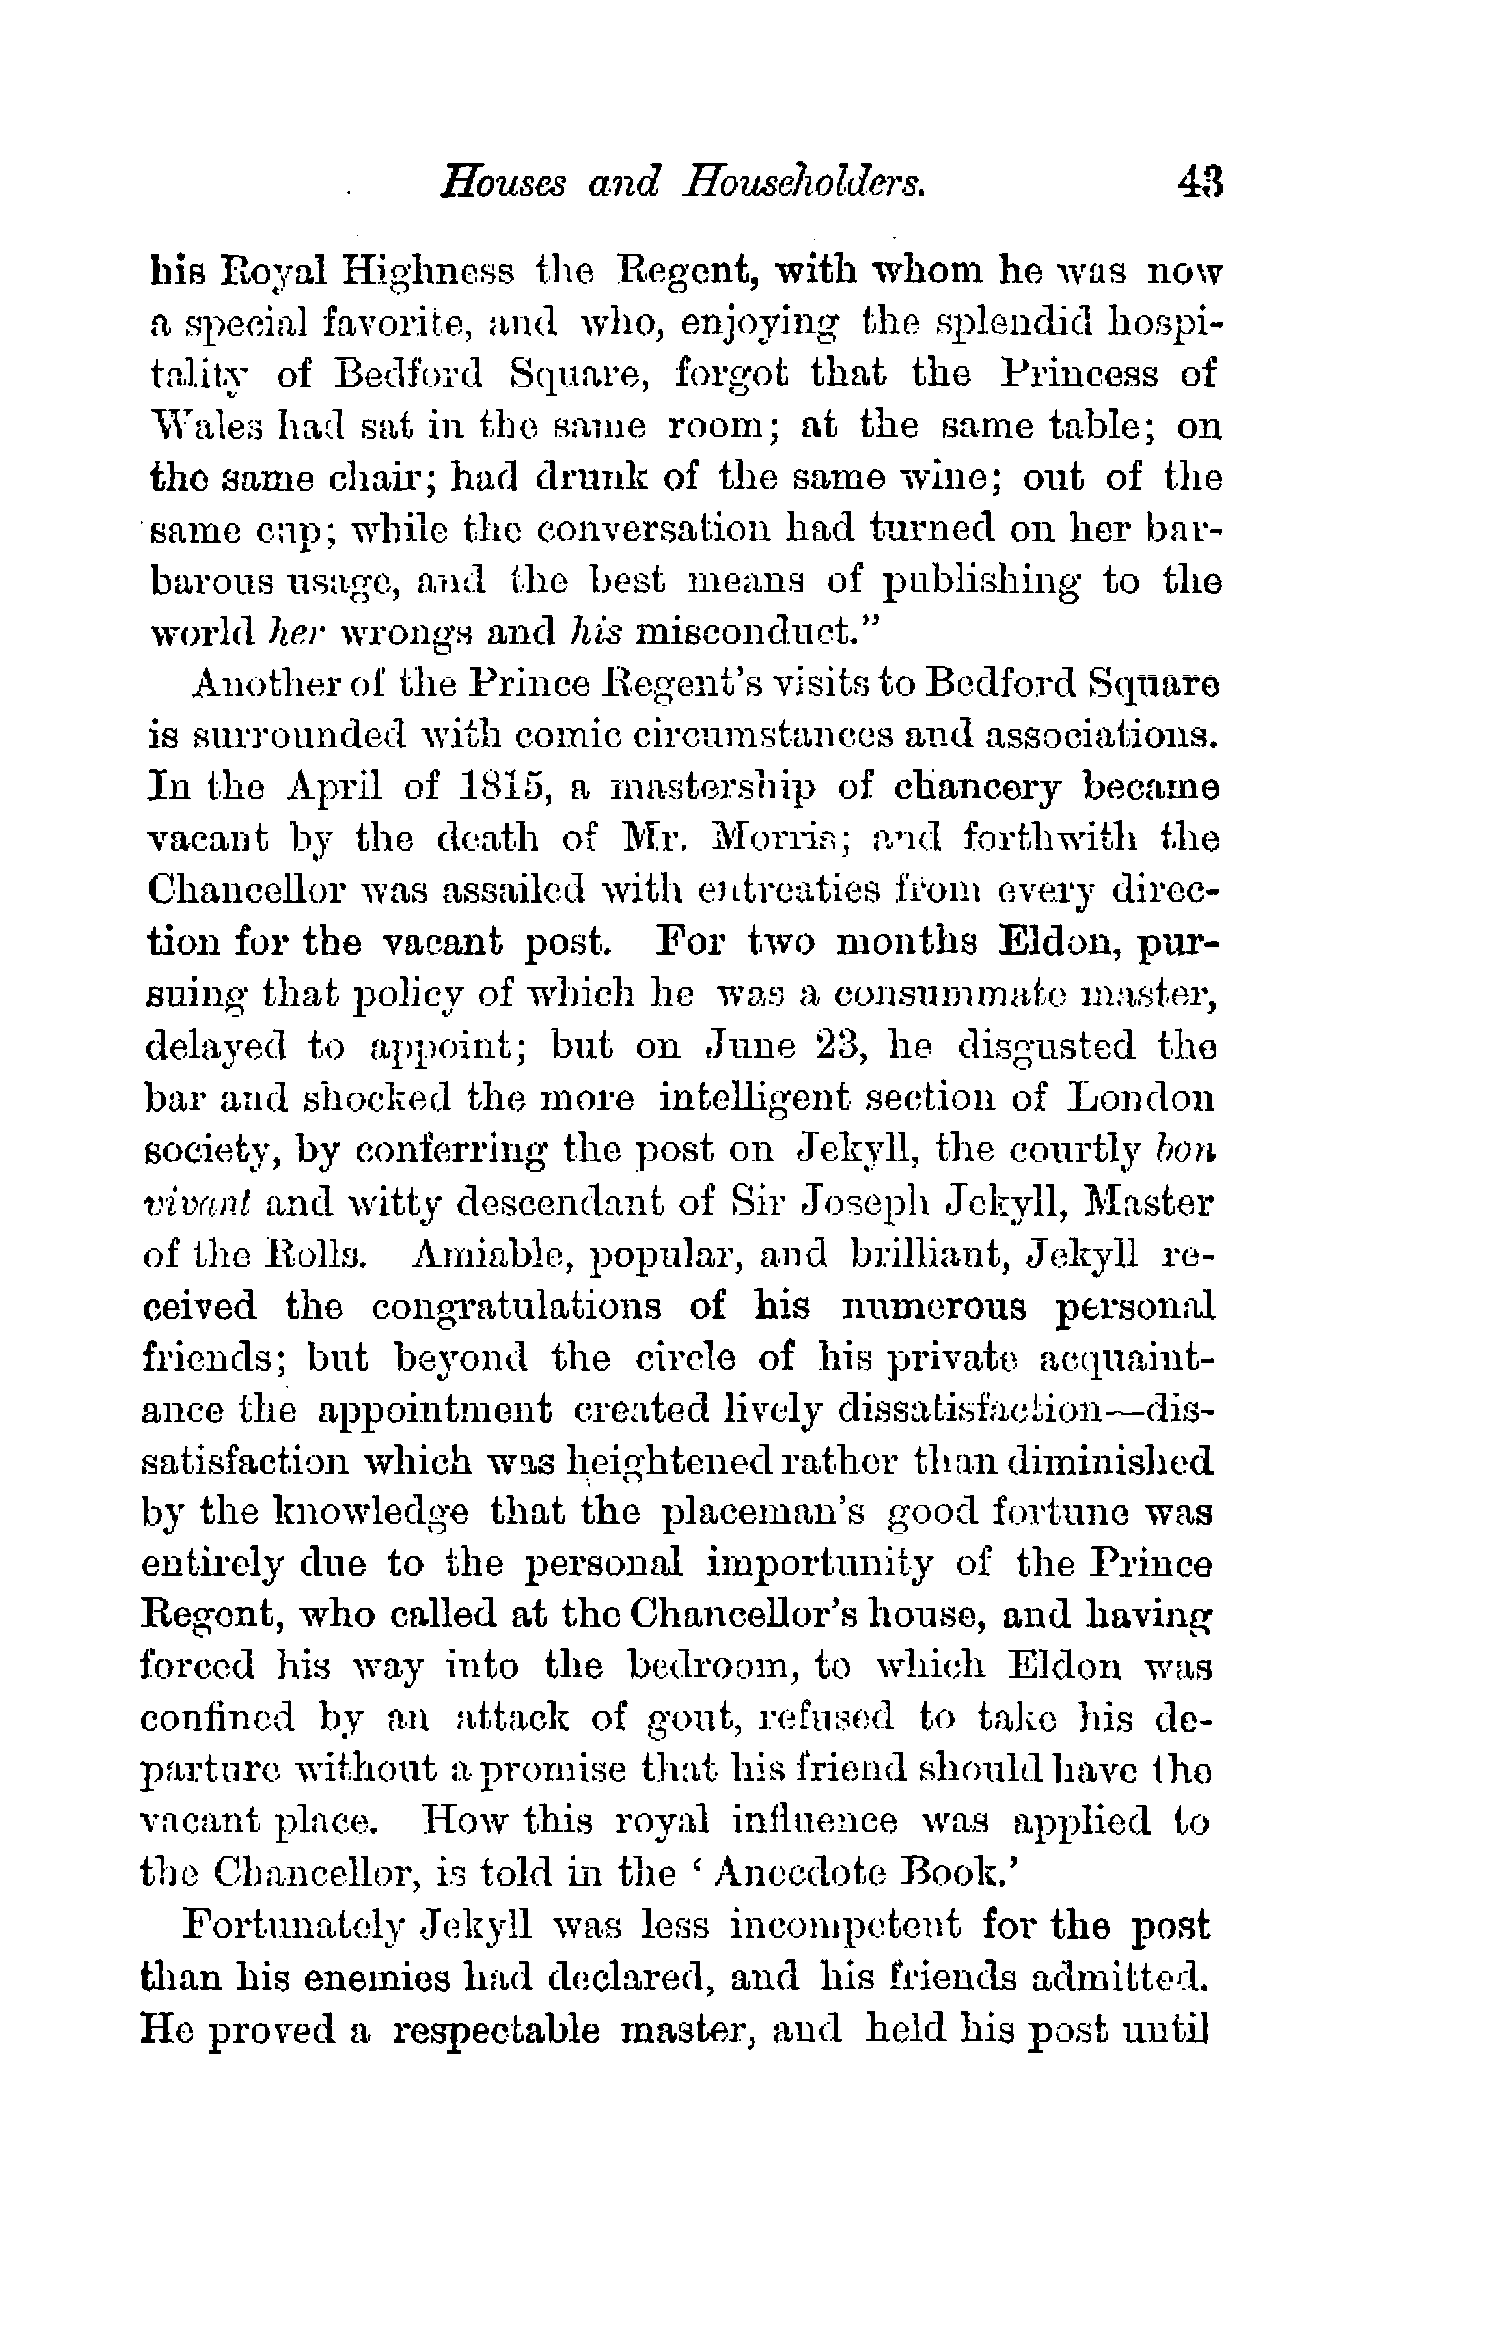 Houses and Householders. 43
his Royal Highness the Regent, with whom he was now
a special favorite, and who, enjoying the splendid hospi-
tality of Bedford Square, forgot that the Princess of
Wales had sat in the same room; at the same table; on
the same chair; had drunk of the same wine; out of the
same cup; while the conversation had turned on her bar-
barous usage, and the best means of publishing to the
world her wrongs and his misconduct."
Another of the Prince Regent's visits to Bedford Square
is surrounded with comic circumstances and associations.
In the April of 1815, a mastership of chancery became
vacant by the death of Mr. Morris; and forthwith the
Chancellor was assailed with entreaties from every direc-
tion for the vacant post. For two months Eldon, pur-
suing that policy of which he was a consummate master,
delayed to appoint; but on June 23, he disgusted the
bar and shocked the more intelligent section of London
society, by conferring the post on Jekyll, the courtly bon
vivant and witty descendant of Sir Joseph Jekyll, Master
of the Rolls. Amiable, popular, and brilliant, Jekyll re-
ceived the congratulations of his numerous personal
friends; but beyond the circle of his private acquaint-
ance the appointment created lively dissatisfaction—dis-
satisfaction which was heightened rather than diminished
by the knowledge that the placeman's good fortune was
entirely due to the personal importunity of the Prince
Regent, who called at the Chancellor's house, and having
forced his way into the bedroom, to which Eldon was
confined by an attack of gout, refused to take his de-
parture without a promise that his friend should have the
vacant place. How this royal influence was applied to
the Chancellor, is told in the ' Anecdote Book.'
Fortunately Jekyll was less incompetent for the post
than his enemies had declared, and his friends admitted.
He proved a respectable master, and held his post until